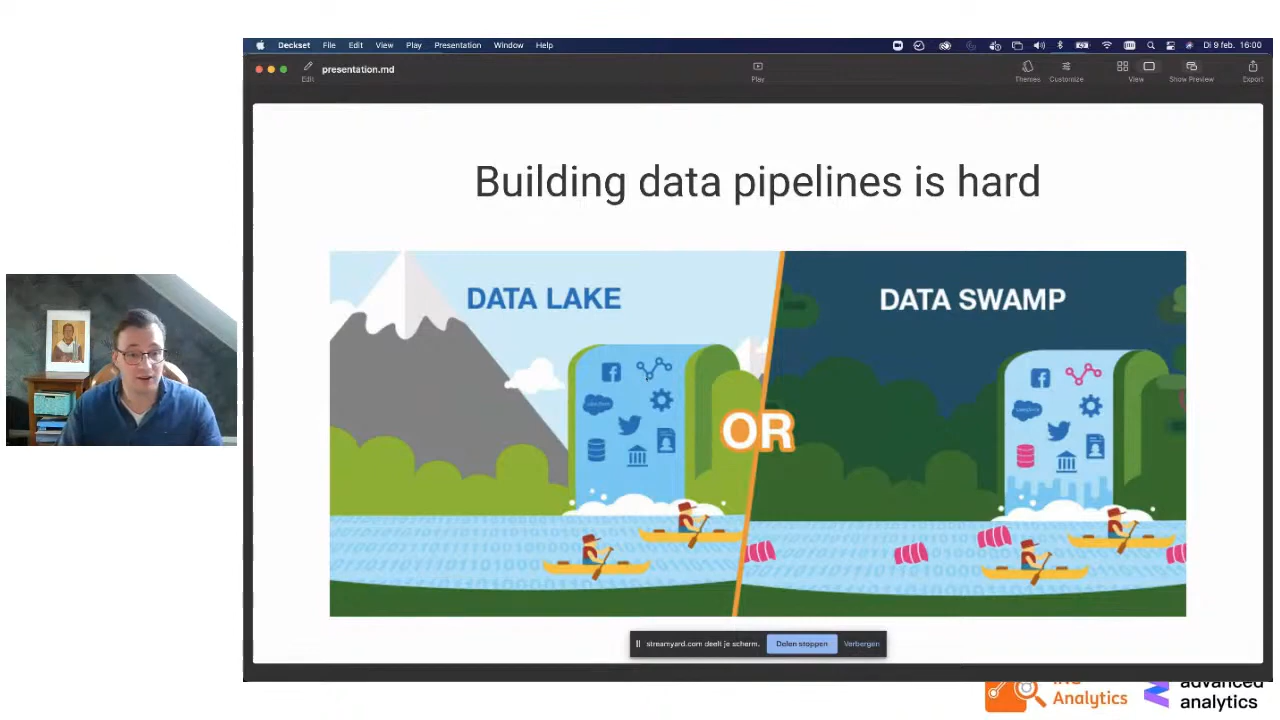 Deckset File Edit View Play Presentation Window Help
Di 9 feb. 16:00
Edit
presentation.md
Play
Themes Customize View Show Preview Export
Building data pipelines is hard
DATA LAKE
DATA SWAMP
OR
streamyard.com deelt je scherm. Delen stoppen Verbergen
ING
Analytics
advanced
analytics